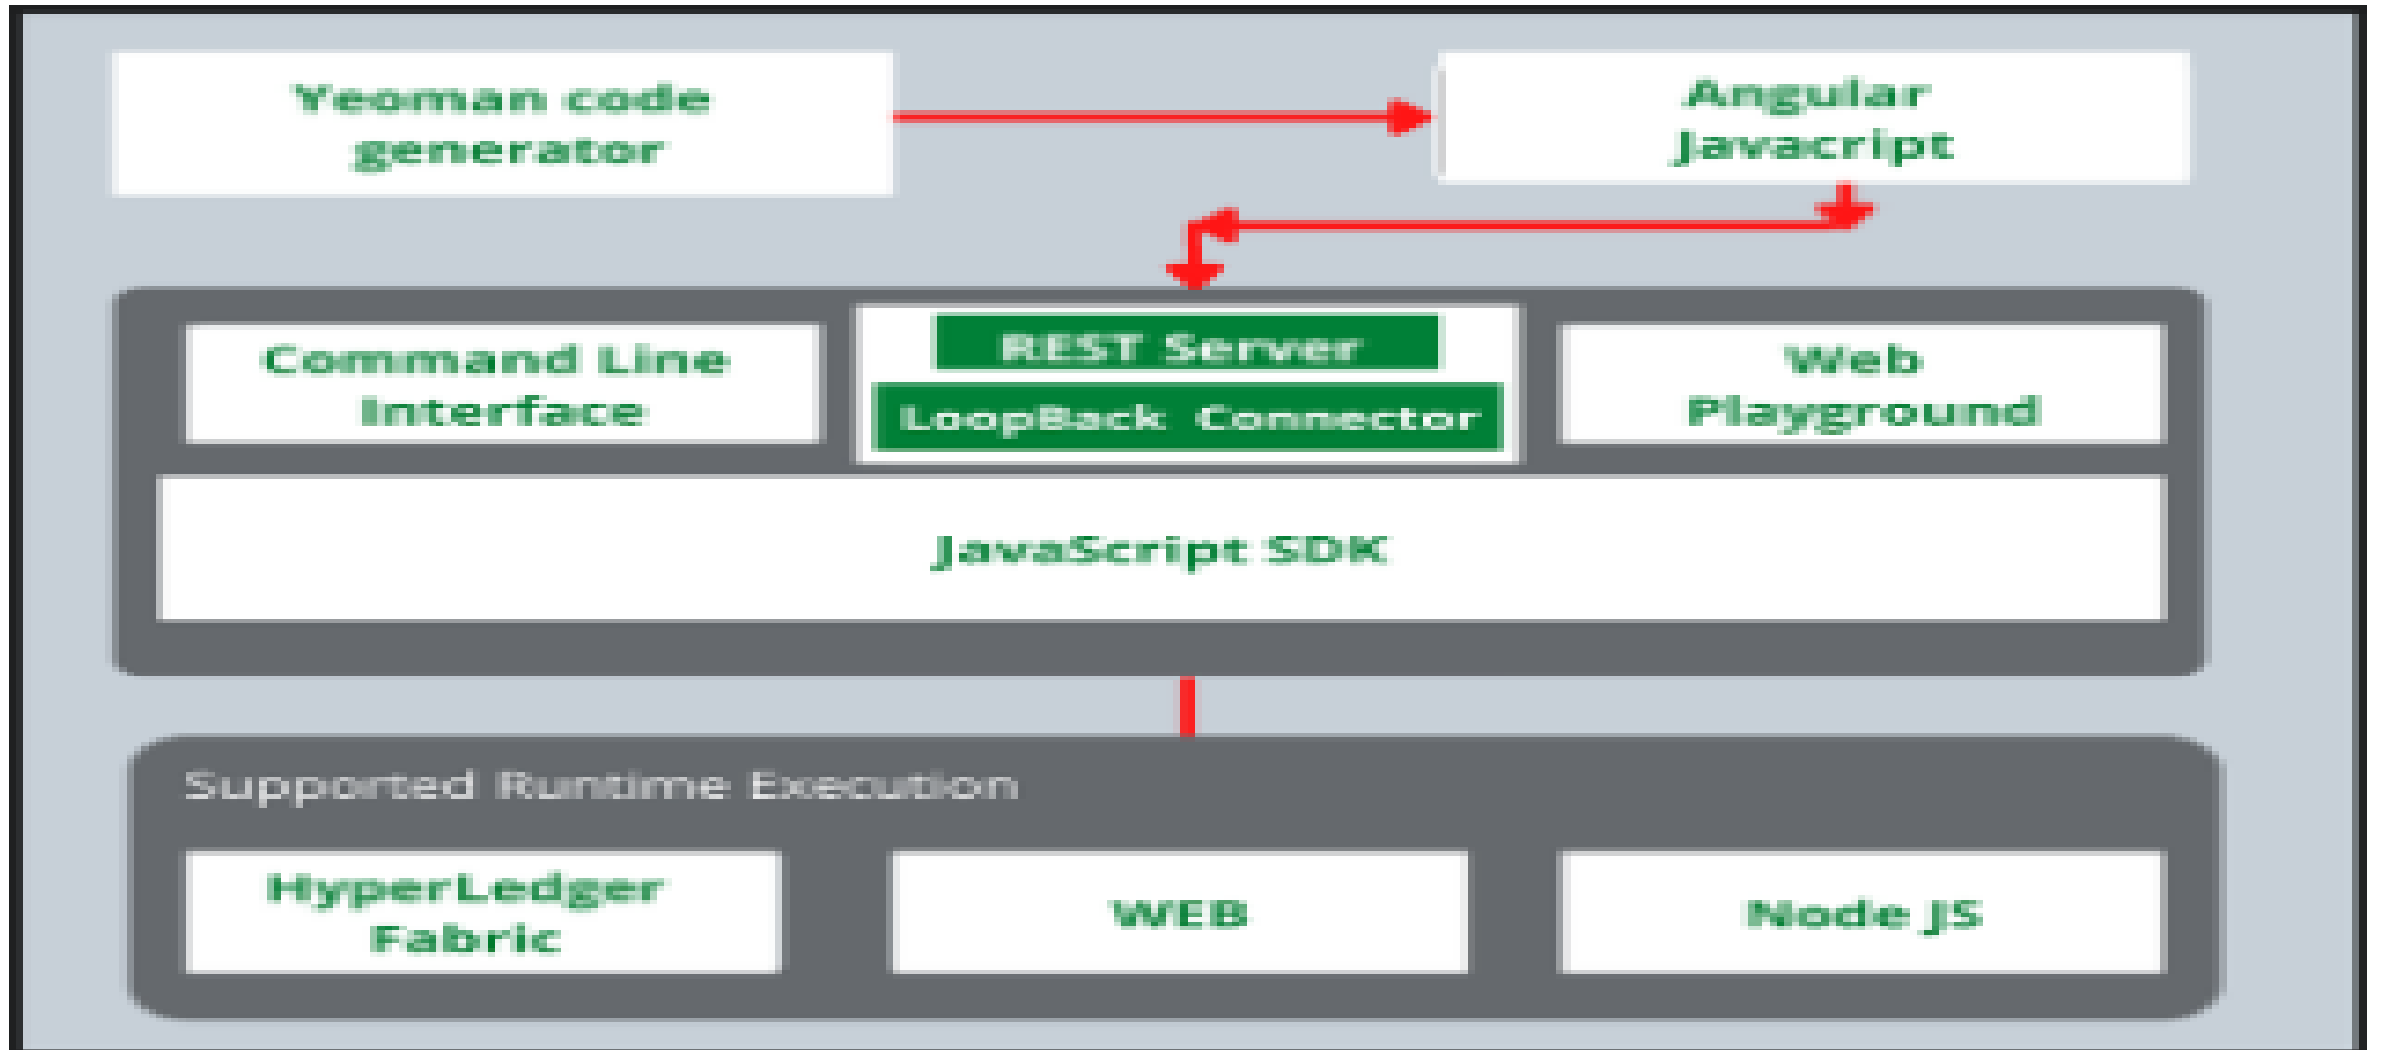 Yeoman code
generator
Angular
Javacript
Command Line
Interface
REST Server
LoopBack Connector
Web
Playground
JavaScript SDK
Supported Runtime Execution
HyperLedger
Fabric
WEB
Node JS